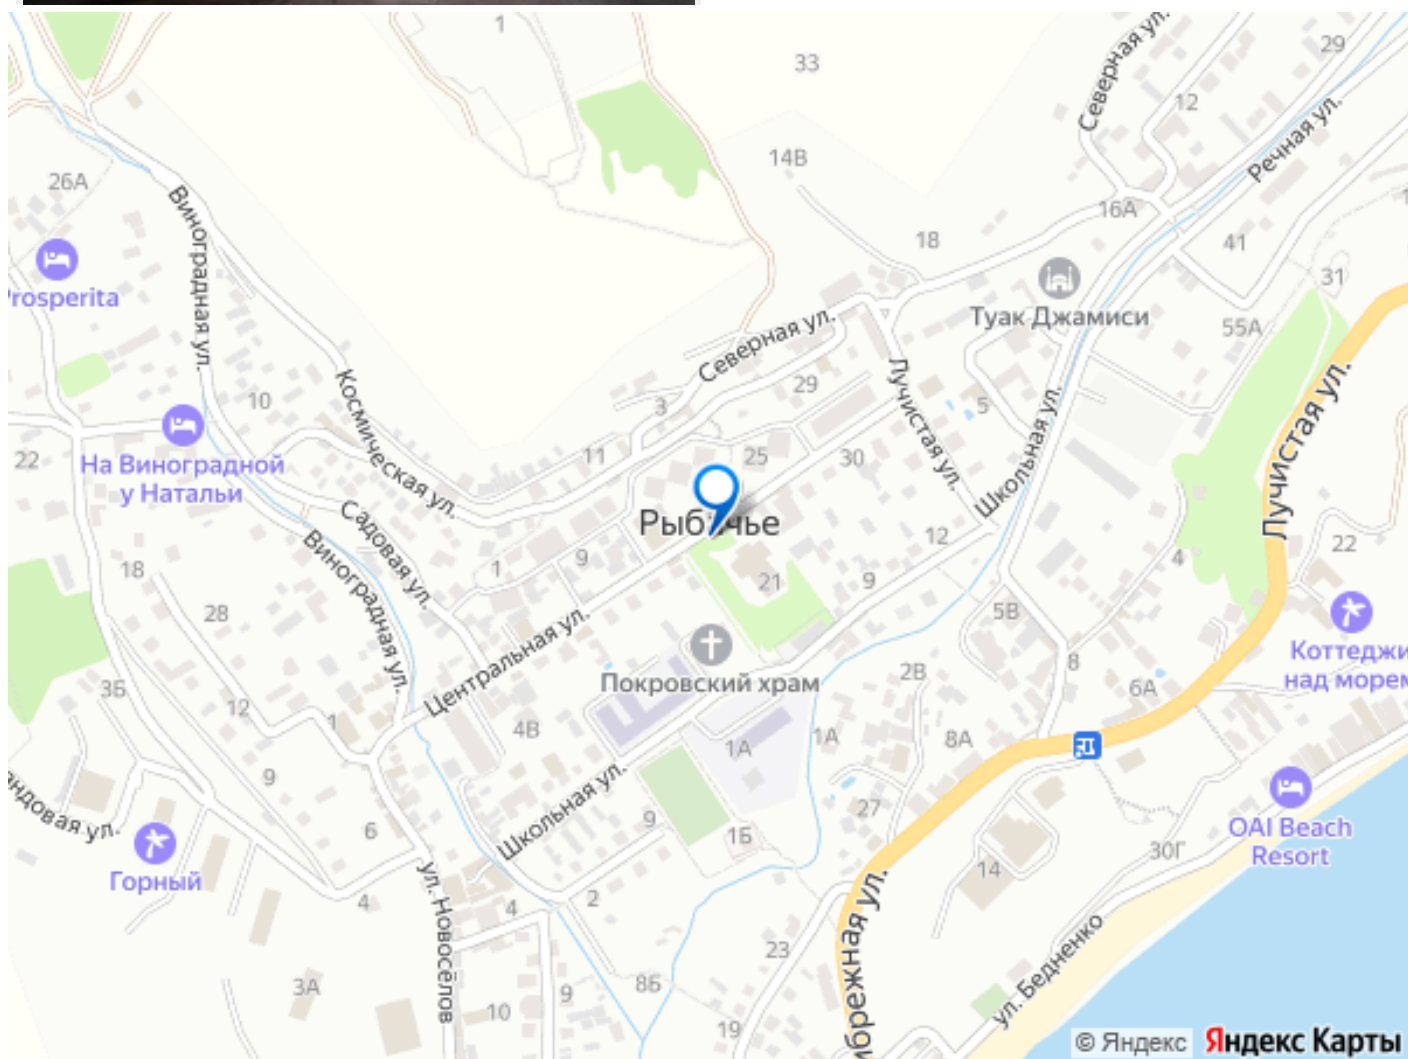 1
33
Северная ул.
29
12
Речная ул.
14В
26А
Виноградная ул.
16А
18
41
Prosperita
31
Туак Джамиси
55А
Северная ул.
Лучистая ул.
Космическая ул.
10
3
29
5
Школьная ул.
Лучистая ул.
На Виноградной
у Натальи
22
11
25
30
Садовая ул.
Виноградная ул.
Рыбачье
12
22
4
18
1
9
21
9
28
5В
Центральная ул.
Покровский храм
Коттеджи
над морем
3Б
12
1
4В
2В
8
6А
1А
1А
8А
9
Школьная ул.
27
6
9
1Б
OAI Beach
Resort
Горный
30Г
14
4
ул. Новосёлов
4
2
23
ул. Бедненко
3А
8Б
9
10
19
© Яндекс Яндекс Карты